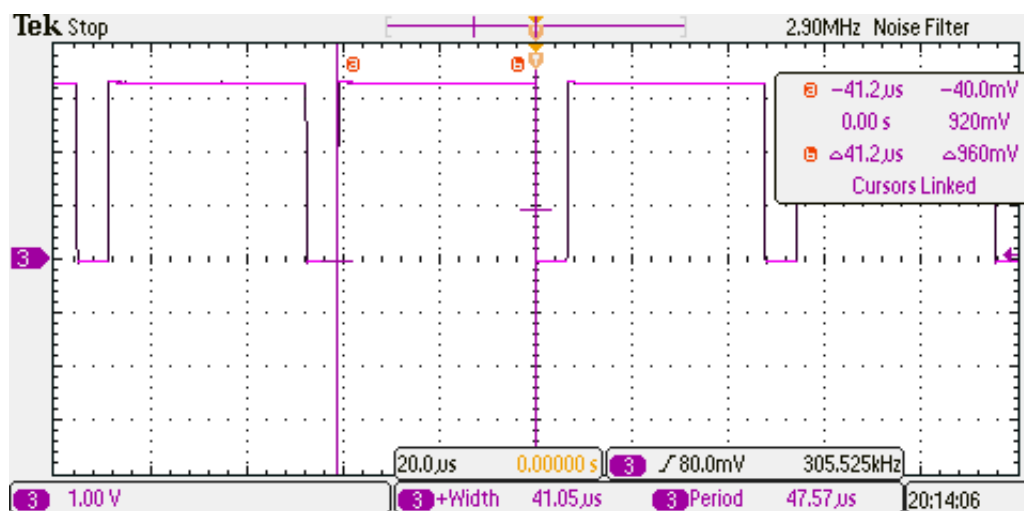 Tek Stop 2.90MHz Noise Filter
a b
T
a -41.2µs -40.0mV
0.00 s 920mV
b △41.2µs △960mV
Cursors Linked
3
20.0µs 0.00000 s 3 80.0mV 305.525kHz
3 1.00 V 3 +Width 41.05µs 3 Period 47.57µs 20:14:06